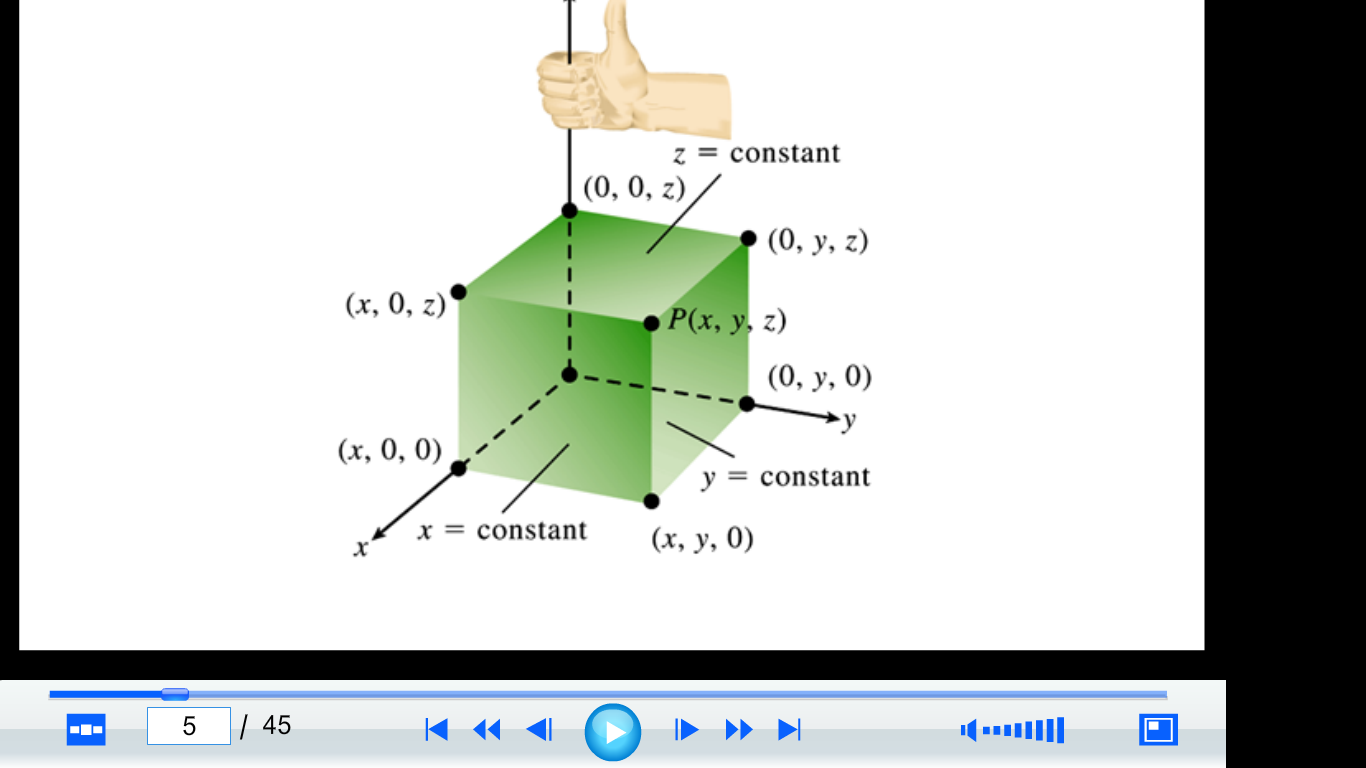 z = constant
(0, 0, z)
(0, y, z)
(x, 0, z)
P(x, y, z)
(0, y, 0)
y
(x, 0, 0)
y = constant
x = constant
x
(x, y, 0)
5 / 45